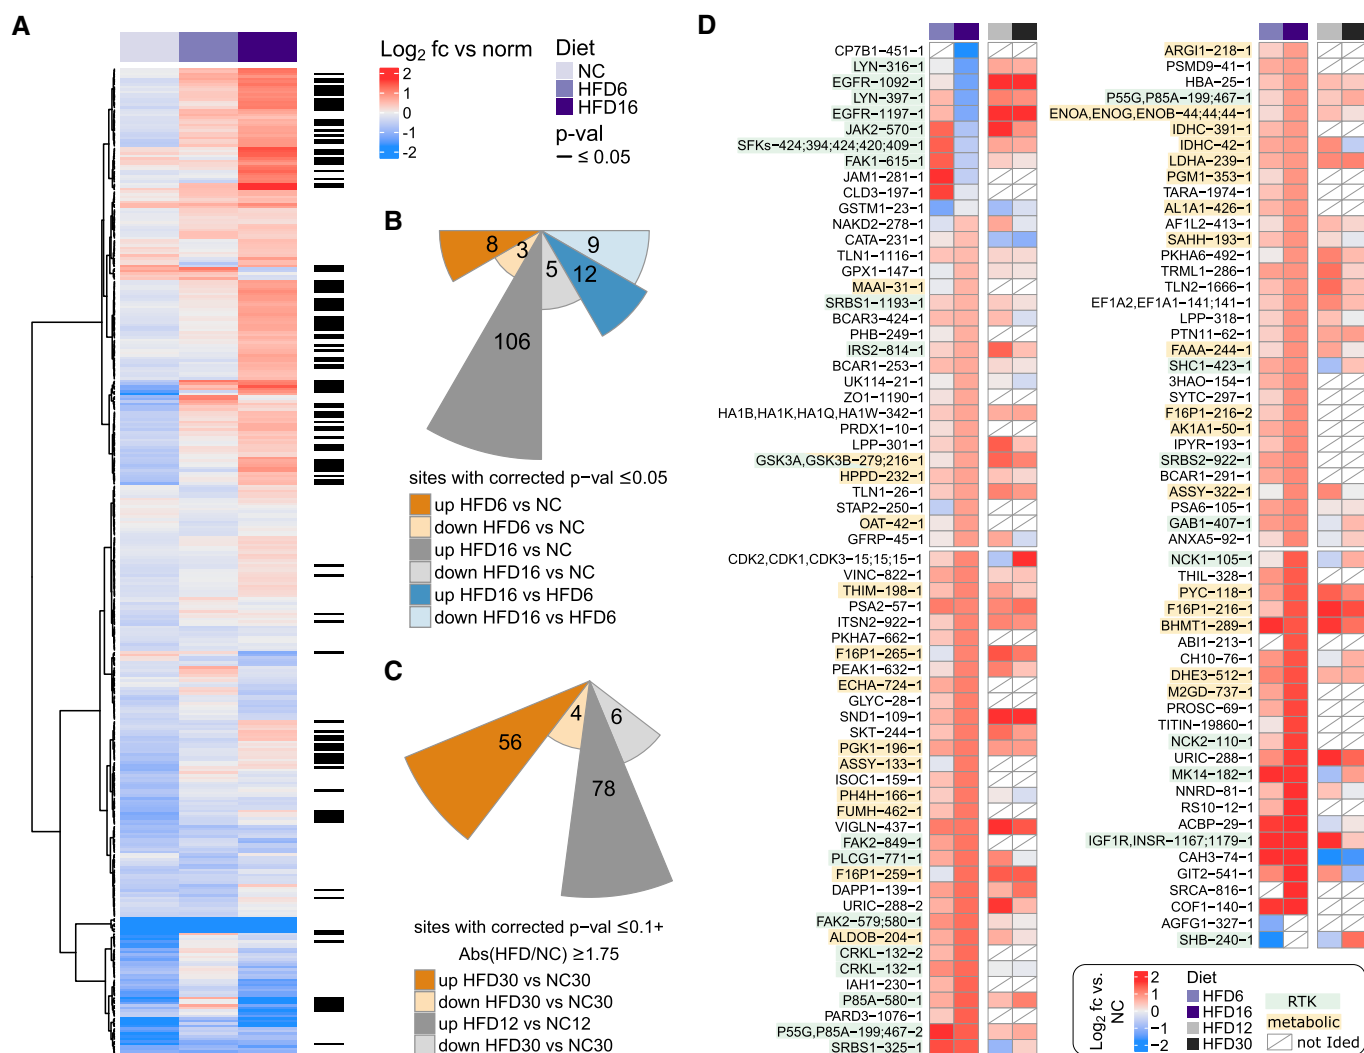 A
Log2 fc vs norm
2
1
0
-1
-2
Diet
NC
HFD6
HFD16
p-val
≤ 0.05
B
8
3
9
5
12
106
sites with corrected p-val ≤0.05
up HFD6 vs NC
down HFD6 vs NC
up HFD16 vs NC
down HFD16 vs NC
up HFD16 vs HFD6
down HFD16 vs HFD6
C
4
6
56
78
sites with corrected p-val ≤0.1+
Abs(HFD/NC) ≥1.75
up HFD30 vs NC30
down HFD30 vs NC30
up HFD12 vs NC12
down HFD30 vs NC30
D
CP7B1-451-1
LYN-316-1
EGFR-1092-1
LYN-397-1
EGFR-1197-1
JAK2-570-1
SFKs-424;394;424;420;409-1
FAK1-615-1
JAM1-281-1
CLD3-197-1
GSTM1-23-1
NAKD2-278-1
CATA-231-1
TLN1-1116-1
GPX1-147-1
MAAI-31-1
SRBS1-1193-1
BCAR3-424-1
PHB-249-1
IRS2-814-1
BCAR1-253-1
UK114-21-1
ZO1-1190-1
HA1B,HA1K,HA1Q,HA1W-342-1
PRDX1-10-1
LPP-301-1
GSK3A,GSK3B-279;216-1
HPPD-232-1
TLN1-26-1
STAP2-250-1
OAT-42-1
GFRP-45-1
CDK2,CDK1,CDK3-15;15;15-1
VINC-822-1
THIM-198-1
PSA2-57-1
ITSN2-922-1
PKHA7-662-1
F16P1-265-1
PEAK1-632-1
ECHA-724-1
GLYC-28-1
SND1-109-1
SKT-244-1
PGK1-196-1
ASSY-133-1
ISOC1-159-1
PH4H-166-1
FUMH-462-1
VIGLN-437-1
FAK2-849-1
PLCG1-771-1
F16P1-259-1
DAPP1-139-1
URIC-288-2
FAK2-579;580-1
ALDOB-204-1
CRKL-132-2
CRKL-132-1
IAH1-230-1
P85A-580-1
PARD3-1076-1
P55G,P85A-199;467-2
SRBS1-325-1
ARGI1-218-1
PSMD9-41-1
HBA-25-1
P55G,P85A-199;467-1
ENOA,ENOG,ENOB-44;44;44-1
IDHC-391-1
IDHC-42-1
LDHA-239-1
PGM1-353-1
TARA-1974-1
AL1A1-426-1
AF1L2-413-1
SAHH-193-1
PKHA6-492-1
TRML1-286-1
TLN2-1666-1
EF1A2,EF1A1-141;141-1
LPP-318-1
PTN11-62-1
FAAA-244-1
SHC1-423-1
3HAO-154-1
SYTC-297-1
F16P1-216-2
AK1A1-50-1
IPYR-193-1
SRBS2-922-1
BCAR1-291-1
ASSY-322-1
PSA6-105-1
GAB1-407-1
ANXA5-92-1
NCK1-105-1
THIL-328-1
PYC-118-1
F16P1-216-1
BHMT1-289-1
ABI1-213-1
CH10-76-1
DHE3-512-1
M2GD-737-1
PROSC-69-1
TITIN-19860-1
NCK2-110-1
URIC-288-1
MK14-182-1
NNRD-81-1
RS10-12-1
ACBP-29-1
IGF1R,INSR-1167;1179-1
CAH3-74-1
GIT2-541-1
SRCA-816-1
COF1-140-1
AGFG1-327-1
SHB-240-1
Log2 fc vs.
NC
2
1
0
-1
-2
Diet
HFD6
HFD16
HFD12
HFD30
RTK
metabolic
not Ided